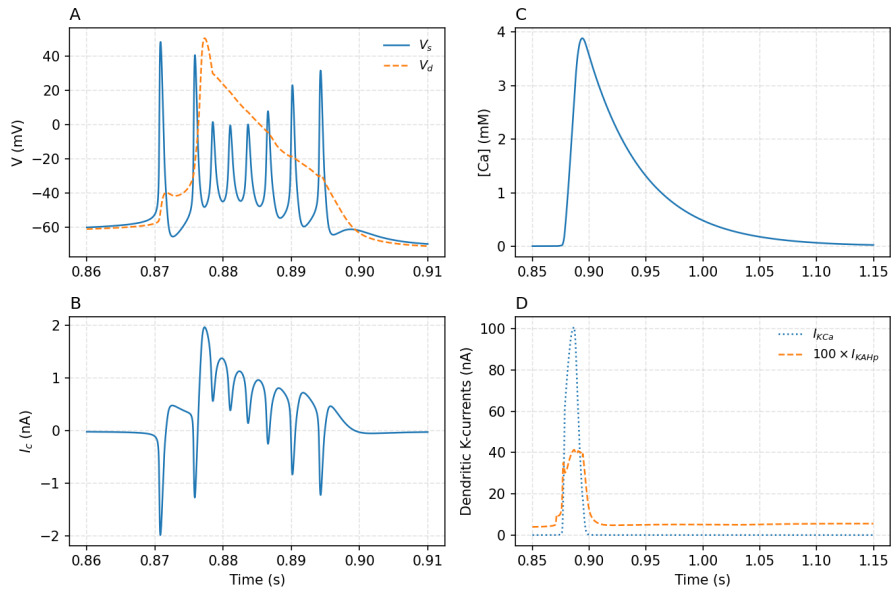 A
V_s
V_d
V (mV)
40
20
0
−20
−40
−60
0.86 0.87 0.88 0.89 0.90 0.91
C
[Ca] (mM)
4
3
2
1
0
0.85 0.90 0.95 1.00 1.05 1.10 1.15
B
I_c (nA)
2
1
0
−1
−2
0.86 0.87 0.88 0.89 0.90 0.91
Time (s)
D
I_KCa
100 × I_KAHp
Dendritic K-currents (nA)
100
80
60
40
20
0
0.85 0.90 0.95 1.00 1.05 1.10 1.15
Time (s)